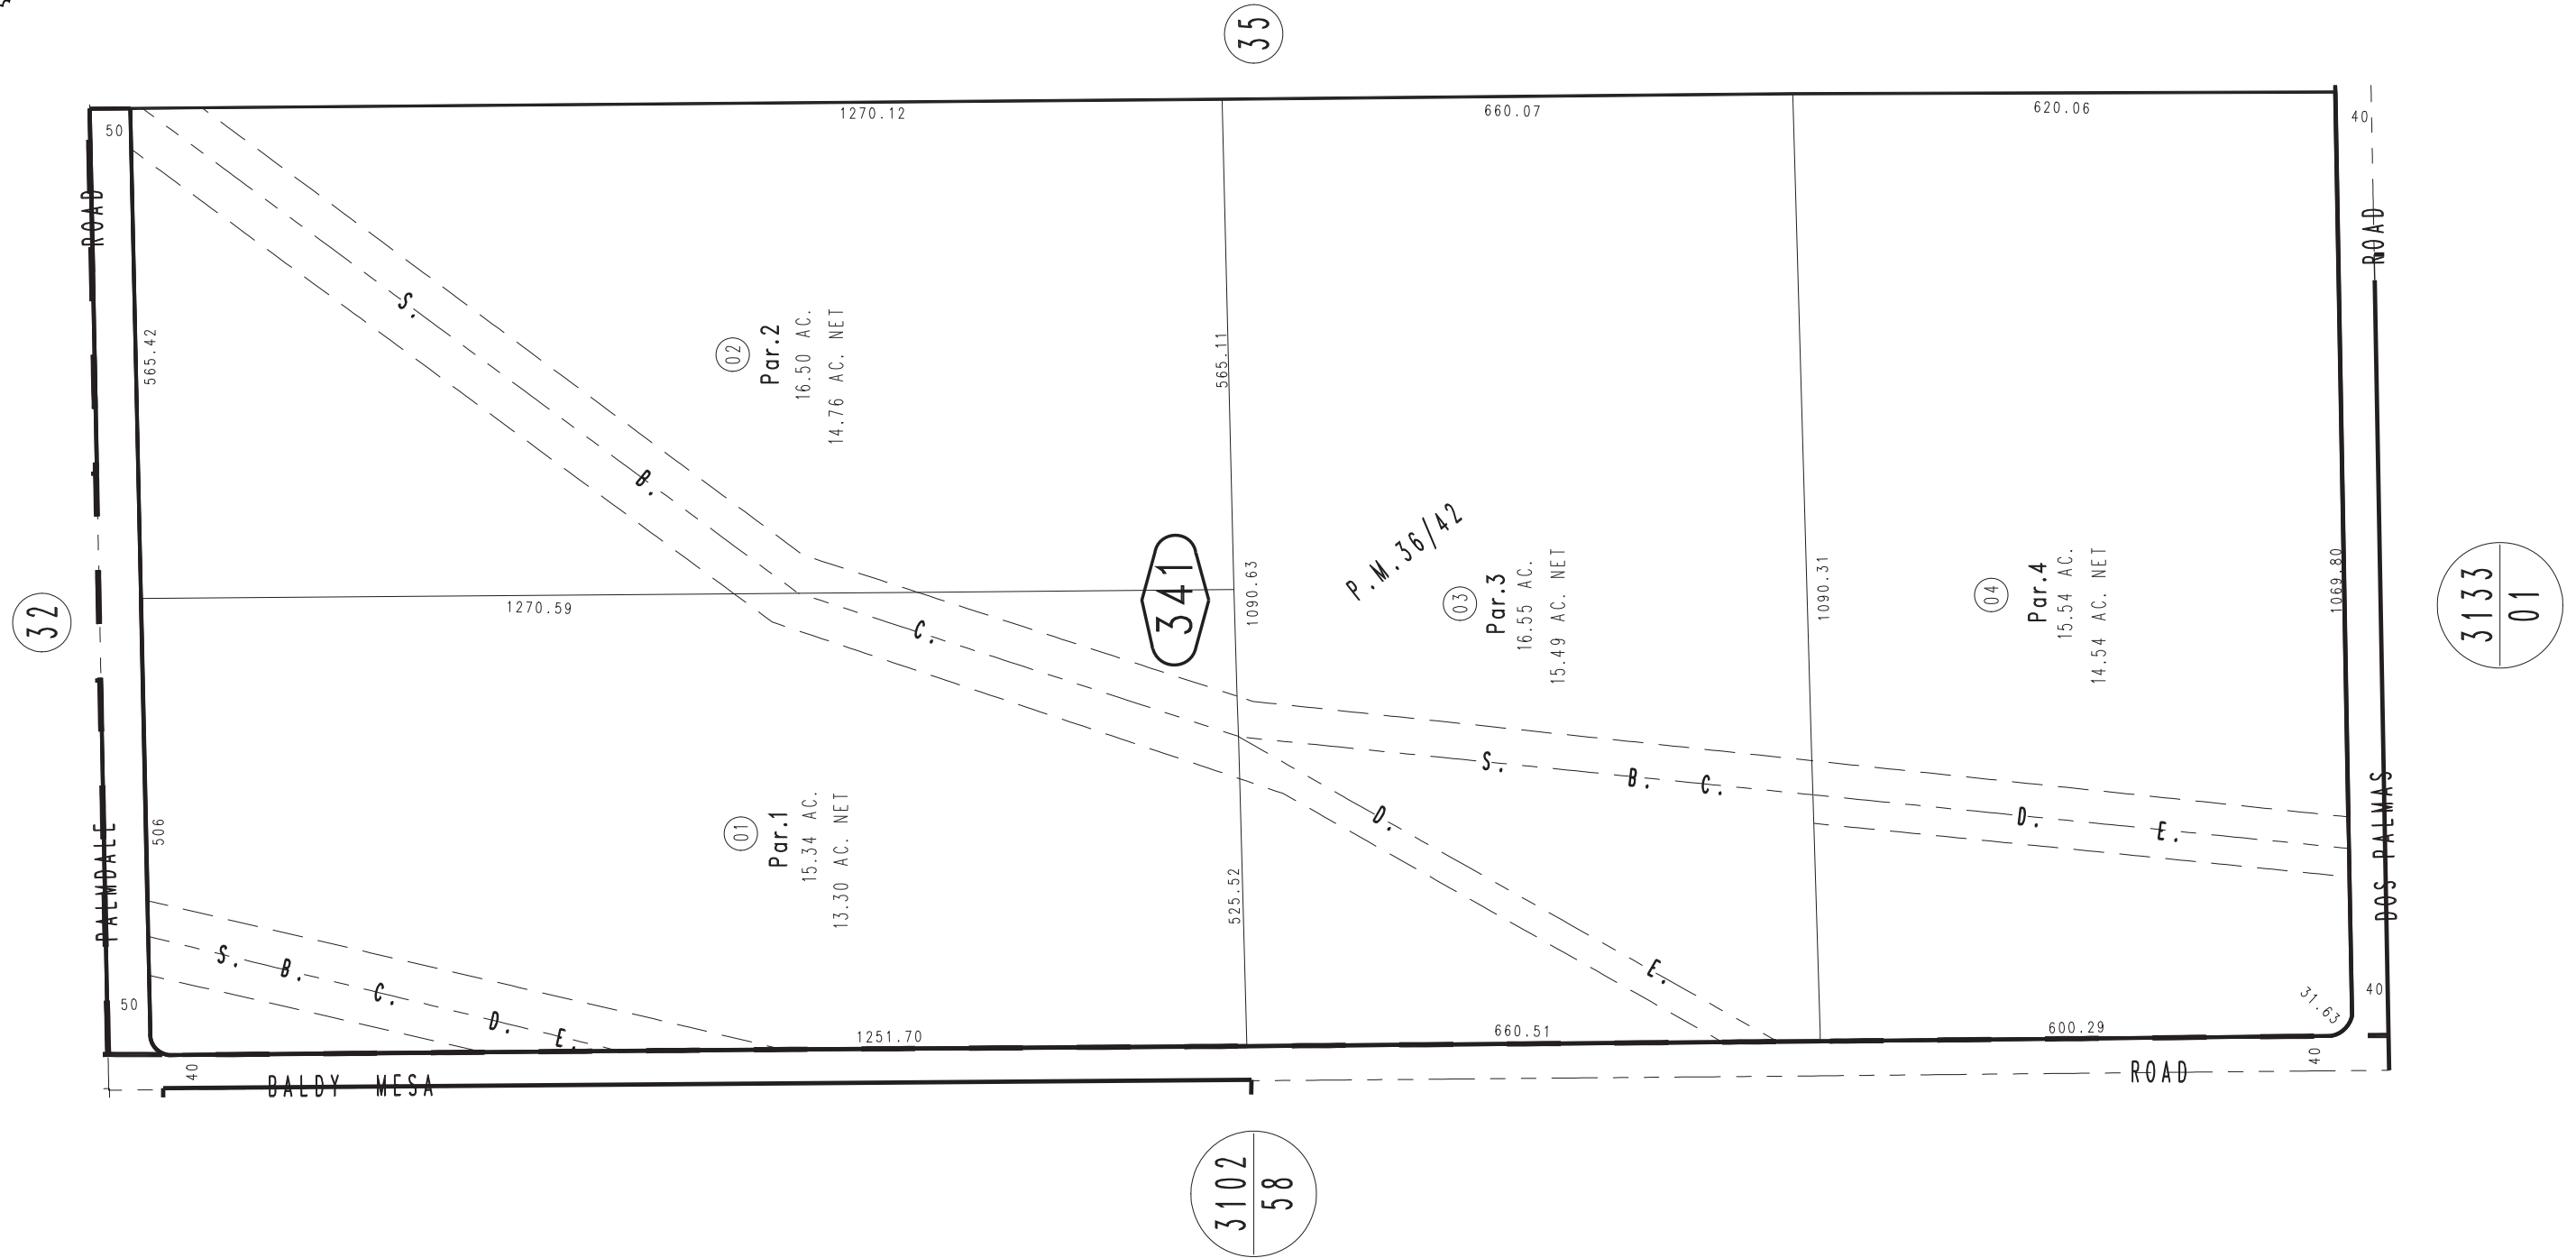 35
50
1270.12
660.07
620.06
40
ROAD
ROAD
565.42
S.
02
Par.2
16.50 AC.
14.76 AC. NET
565.11
B.
P.M.36/42
341
32
1270.59
C.
1090.63
03
Par.3
16.55 AC.
15.49 AC. NET
1090.31
04
Par.4
15.54 AC.
14.54 AC. NET
1069.80
3133
01
S. B. C.
D. E.
D.
E.
PALMDALE
506
01
Par.1
15.34 AC.
13.30 AC. NET
525.52
DOS PALMAS
S. B. C. D. E.
50
1251.70
660.51
600.29
31.63
40
40
BALDY MESA
ROAD
40
3102
58